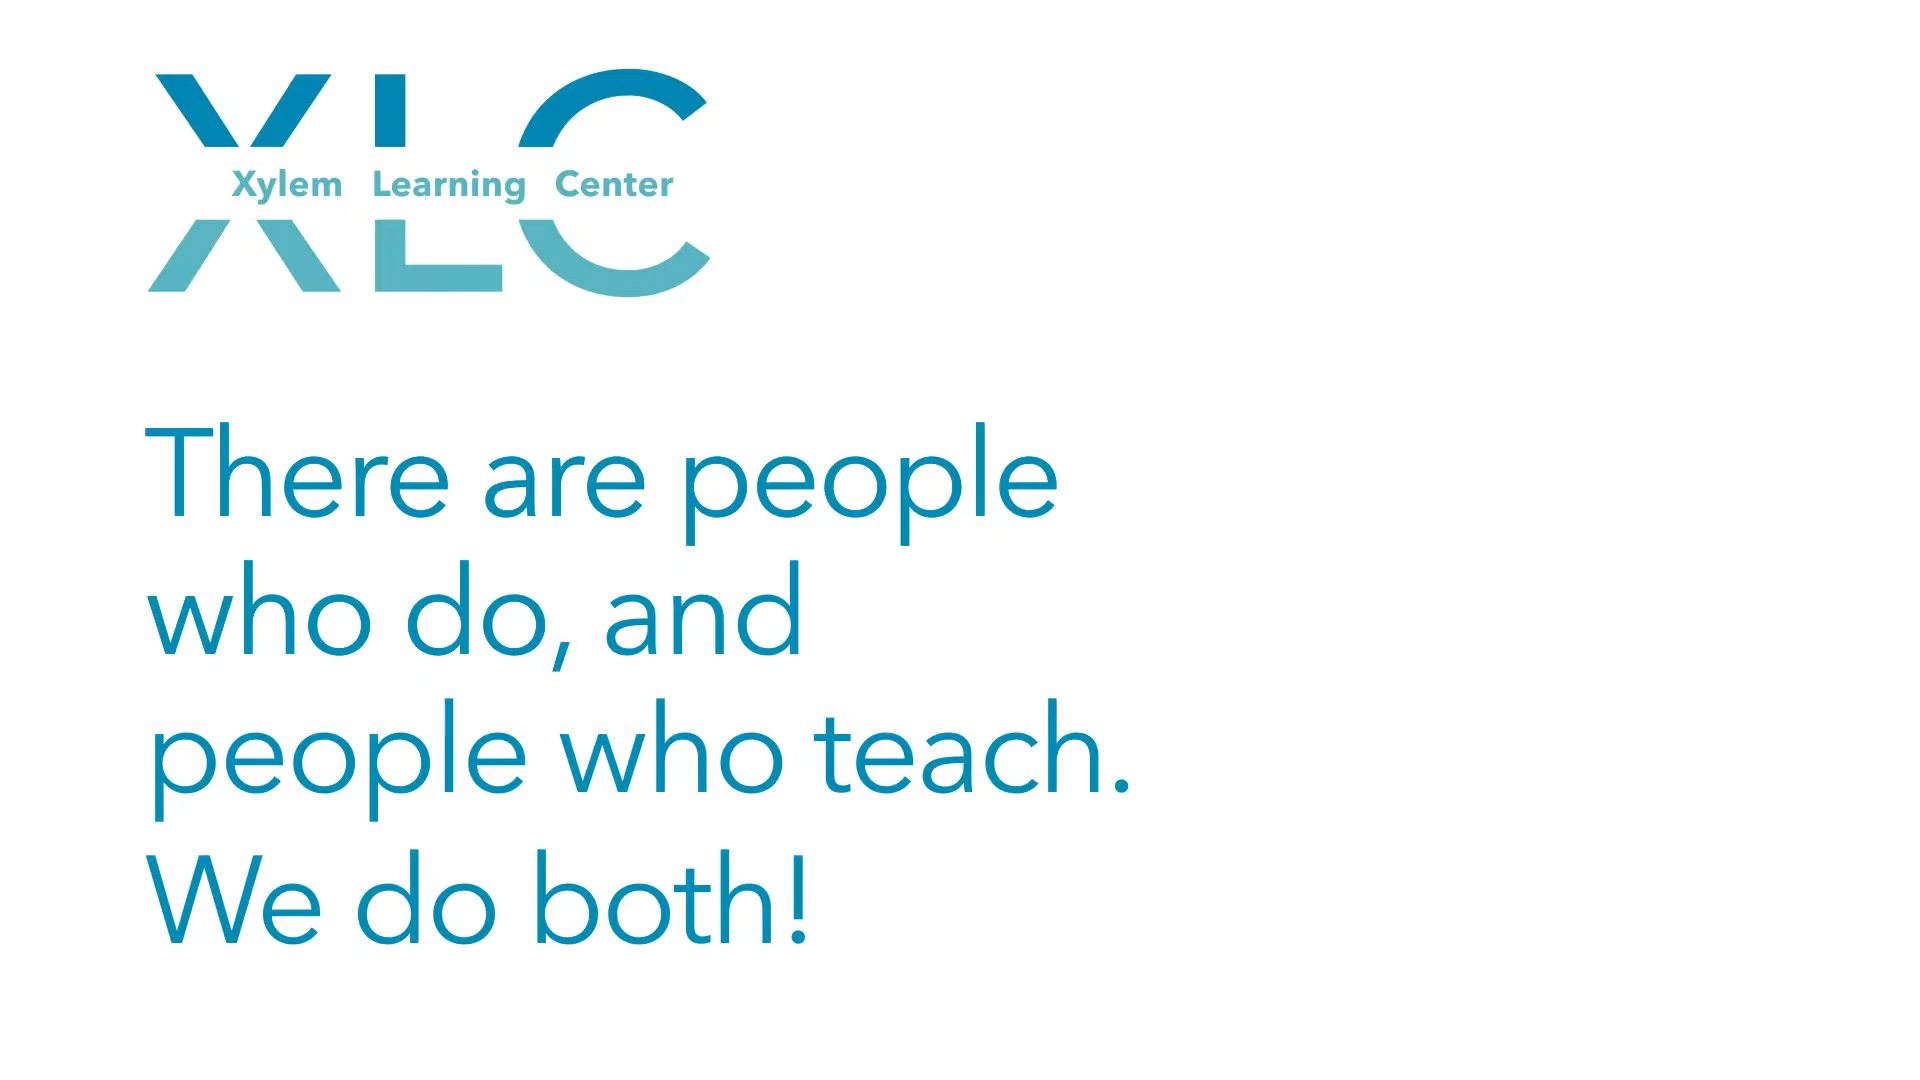 XLC
Xylem Learning Center
There are people
who do, and
people who teach.
We do both!